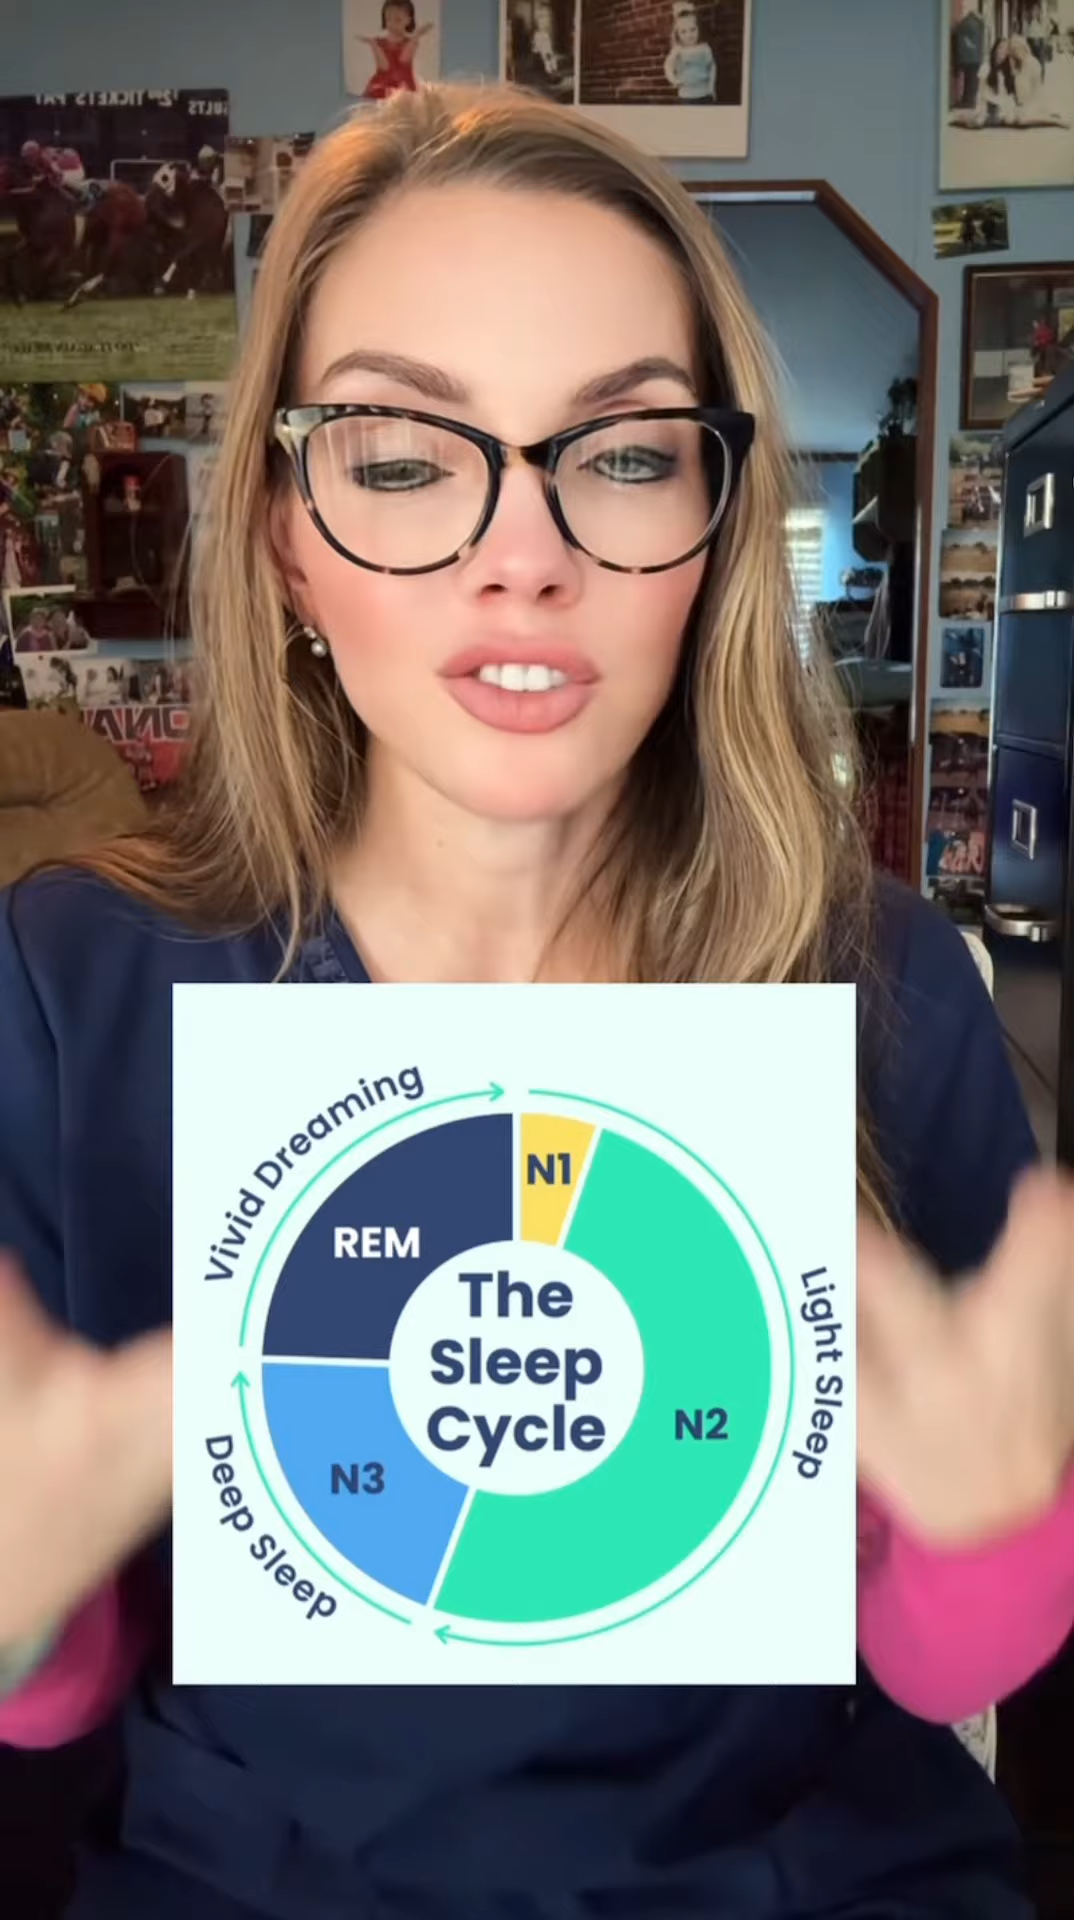 Vivid Dreaming
N1
REM
The
Sleep
Cycle
Light Sleep
N2
N3
Deep Sleep